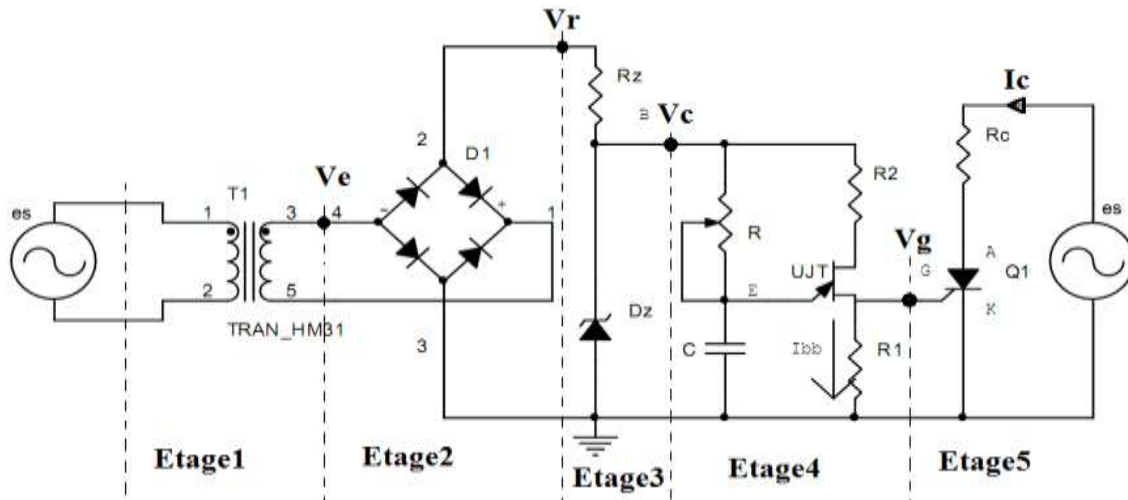 Vr
Rz
Ic
B
Vc
Rc
2
D1
R2
T1
Ve
es
1
3
4
-
+
1
R
Vg
es
UJT
G
A
Q1
E
K
2
5
Dz
TRAN_HM31
3
C
Ibb
R1
Etage1
Etage2
Etage3
Etage4
Etage5